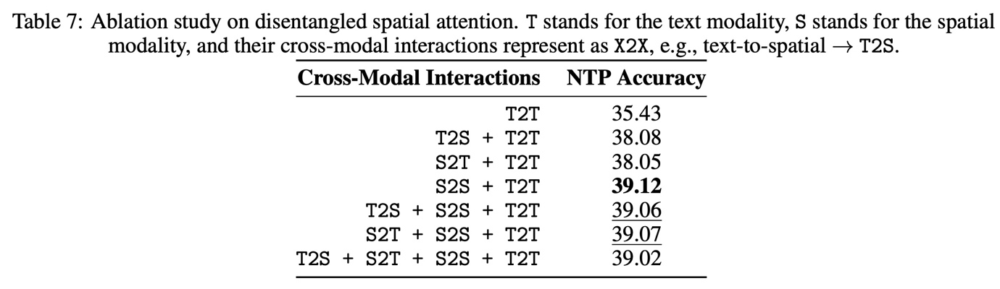 Table 7: Ablation study on disentangled spatial attention. T stands for the text modality, S stands for the spatial
modality, and their cross-modal interactions represent as X2X, e.g., text-to-spatial → T2S.
Cross-Modal Interactions NTP Accuracy
T2T 35.43
T2S + T2T 38.08
S2T + T2T 38.05
S2S + T2T 39.12
T2S + S2S + T2T 39.06
S2T + S2S + T2T 39.07
T2S + S2T + S2S + T2T 39.02